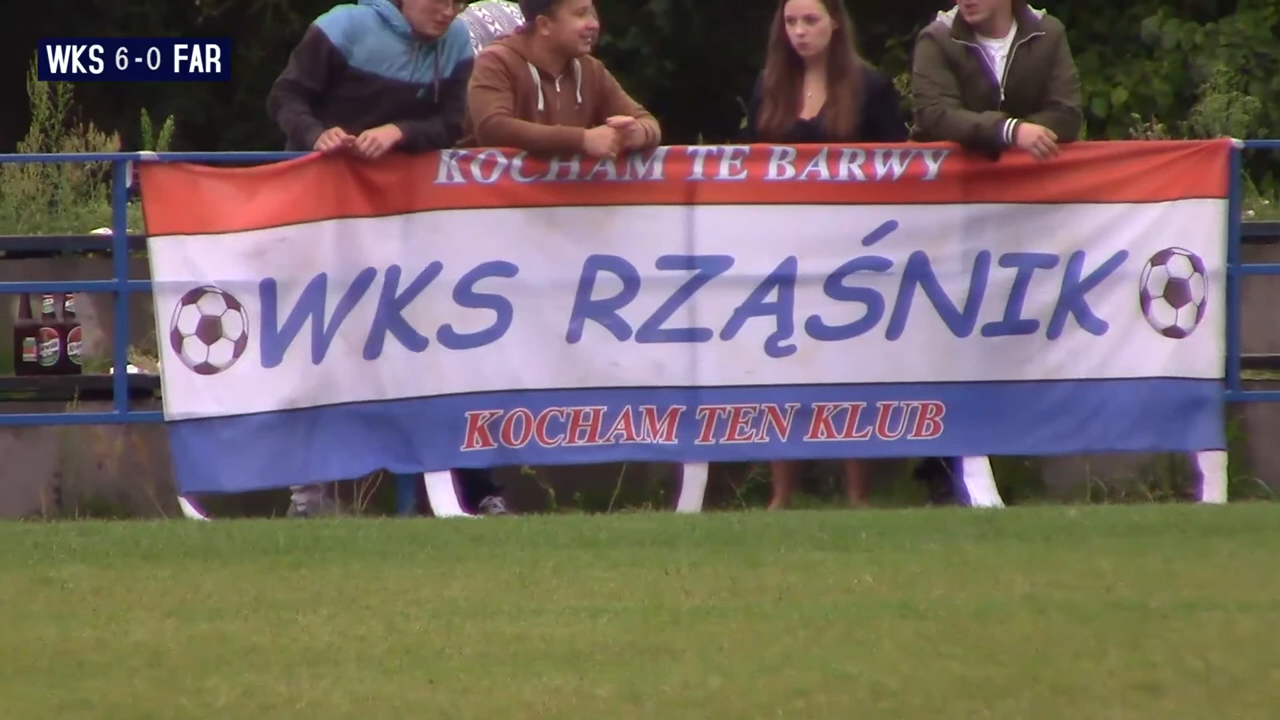 WKS 6-0 FAR
KOCHAM TE BARWY
WKS RZĄŚNIK
KOCHAM TEN KLUB